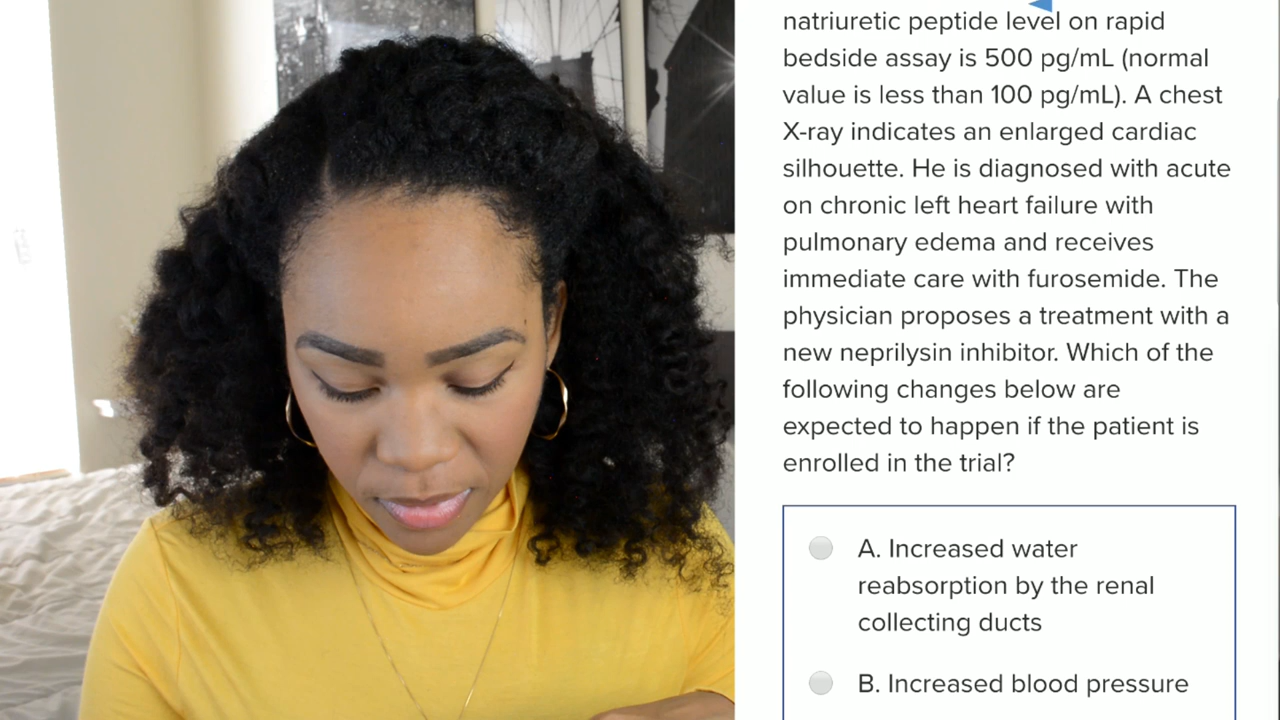 natriuretic peptide level on rapid
bedside assay is 500 pg/mL (normal
value is less than 100 pg/mL). A chest
X-ray indicates an enlarged cardiac
silhouette. He is diagnosed with acute
on chronic left heart failure with
pulmonary edema and receives
immediate care with furosemide. The
physician proposes a treatment with a
new neprilysin inhibitor. Which of the
following changes below are
expected to happen if the patient is
enrolled in the trial?
A. Increased water
reabsorption by the renal
collecting ducts
B. Increased blood pressure